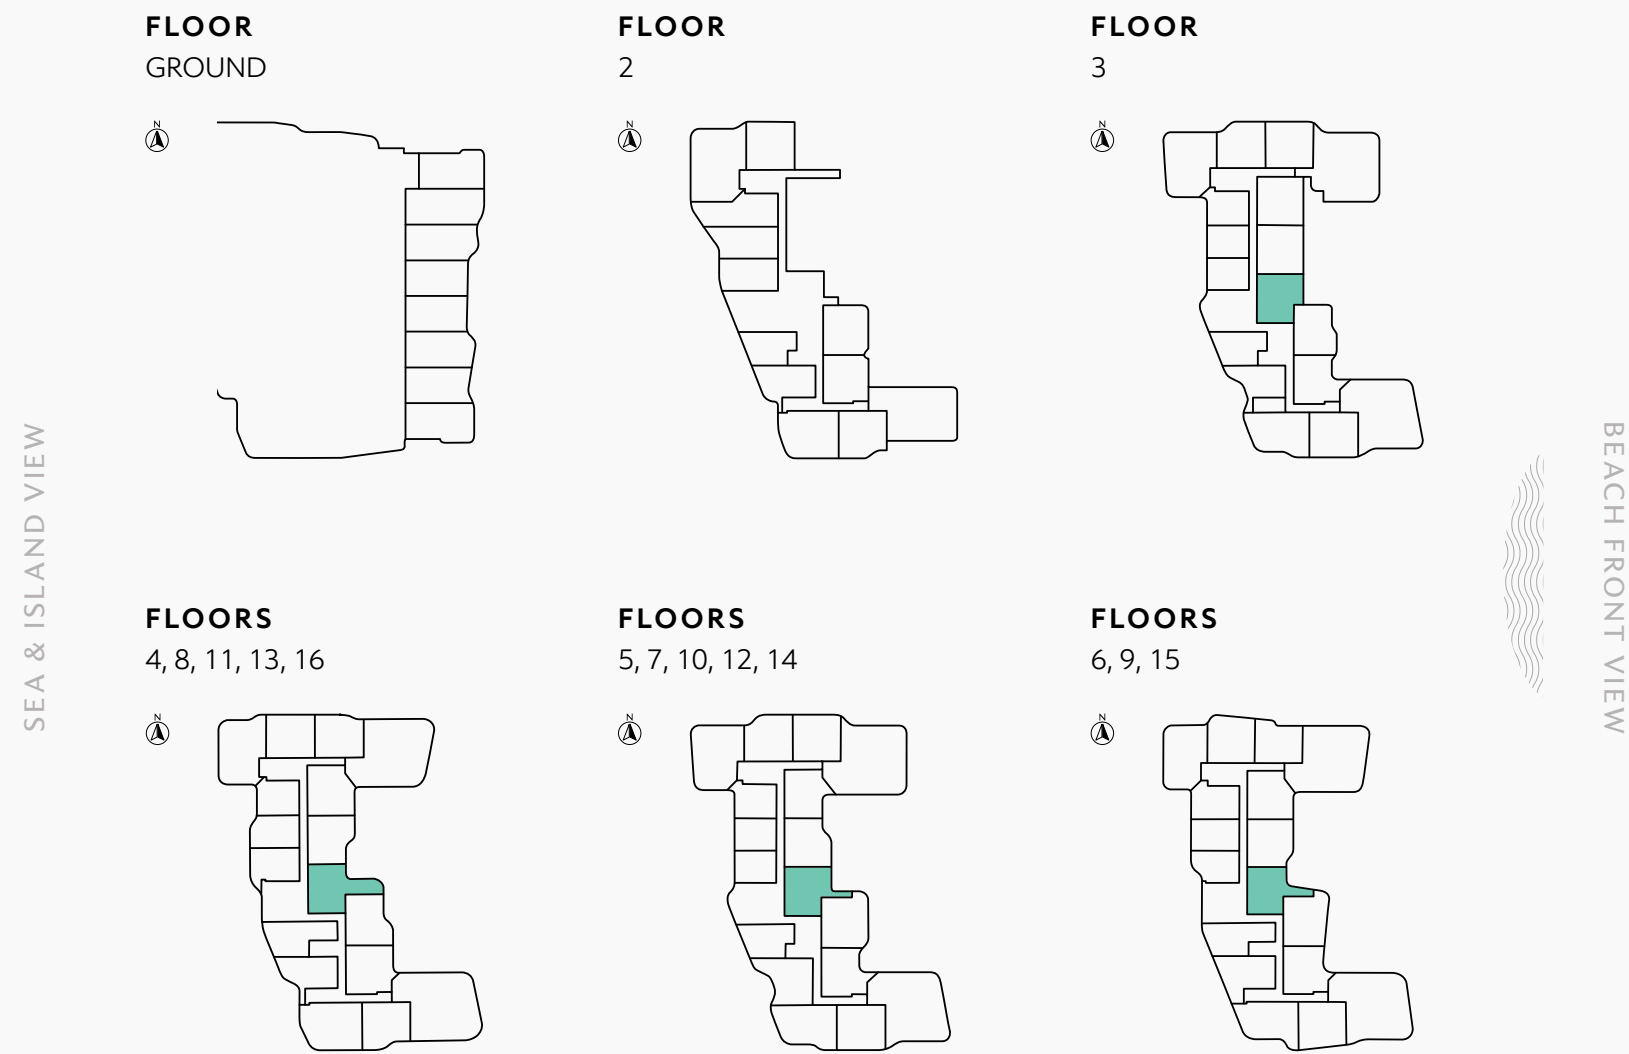 FLOOR
GROUND
FLOOR
2
FLOOR
3
N
N
N
SEA & ISLAND VIEW
BEACH FRONT VIEW
FLOORS
4, 8, 11, 13, 16
FLOORS
5, 7, 10, 12, 14
FLOORS
6, 9, 15
N
N
N